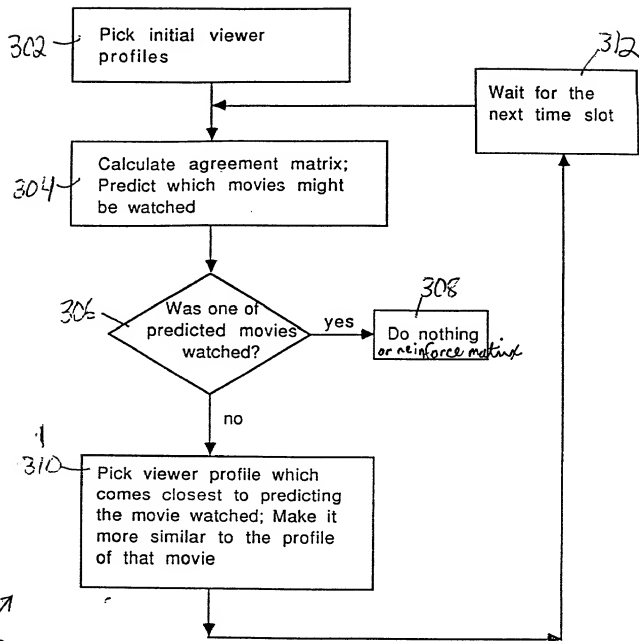 302
Pick initial viewer
profiles
312
Wait for the
next time slot
304
Calculate agreement matrix;
Predict which movies might
be watched
306
Was one of
predicted movies
watched?
yes
308
Do nothing
or reinforce matrix
no
310
Pick viewer profile which
comes closest to predicting
the movie watched; Make it
more similar to the profile
of that movie